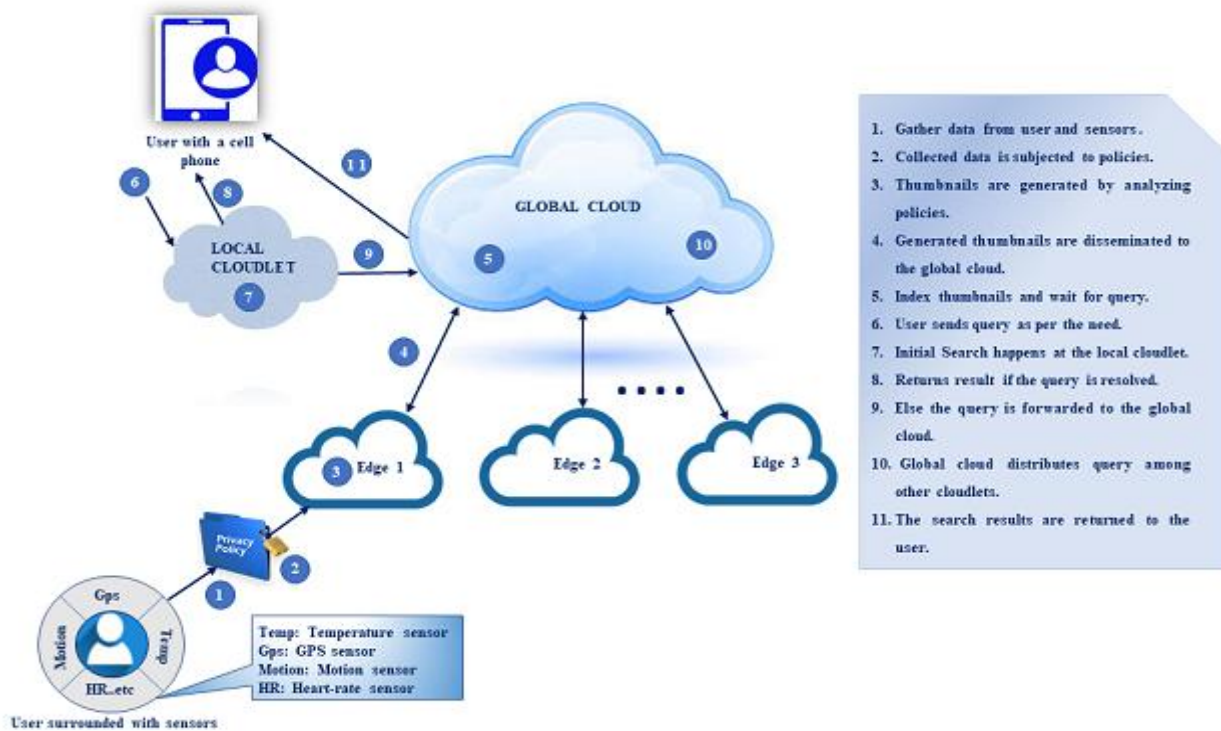 User with a cell
phone
11
6
8
GLOBAL CLOUD
LOCAL
CLOUDLET
9
5
10
7
4
3
Edge 1
Edge 2
Edge 3
Privacy
Policy
2
1
Gps
Motion
Temp
HR..etc
User surrounded with sensors
Temp: Temperature sensor
Gps: GPS sensor
Motion: Motion sensor
HR: Heart-rate sensor
1. Gather data from user and sensors.
2. Collected data is subjected to policies.
3. Thumbnails are generated by analyzing
policies.
4. Generated thumbnails are disseminated to
the global cloud.
5. Index thumbnails and wait for query.
6. User sends query as per the need.
7. Initial Search happens at the local cloudlet.
8. Returns result if the query is resolved.
9. Else the query is forwarded to the global
cloud.
10. Global cloud distributes query among
other cloudlets.
11. The search results are returned to the
user.